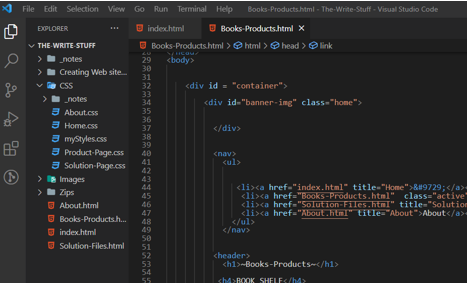 File Edit Selection View Go Run Terminal Help Books-Products.html - The-Write-Stuff - Visual Studio Code
EXPLORER ...
index.html
Books-Products.html ×
THE-WRITE-STUFF
_notes
Creating Web site...
CSS
_notes
About.css
Home.css
myStyles.css
Product-Page.css
Solution-Page.css
Images
Zips
About.html
Books-Products.h...
index.html
Solution-Files.html
Books-Products.html > html > head > link
28 </head>
29 <body>
30
31
32 <div id = "container">
33
34 <div id="banner-img" class="home">
35
36
37 </div>
38
39
40 <nav>
41 <ul>
42
43
44 <li><a href="index.html" title="Home">&#9729;</a><
45 <li><a href="Books-Products.html" class="active"
46 <li><a href="Solution-Files.html" title="Solution
47 <li><a href="About.html" title="About">About</a><
48 </ul>
49 </nav>
50
51
52 <header>
53 <h1>~Books-Products~</h1>
54
55 <h4>BOOK SHELF</h4>